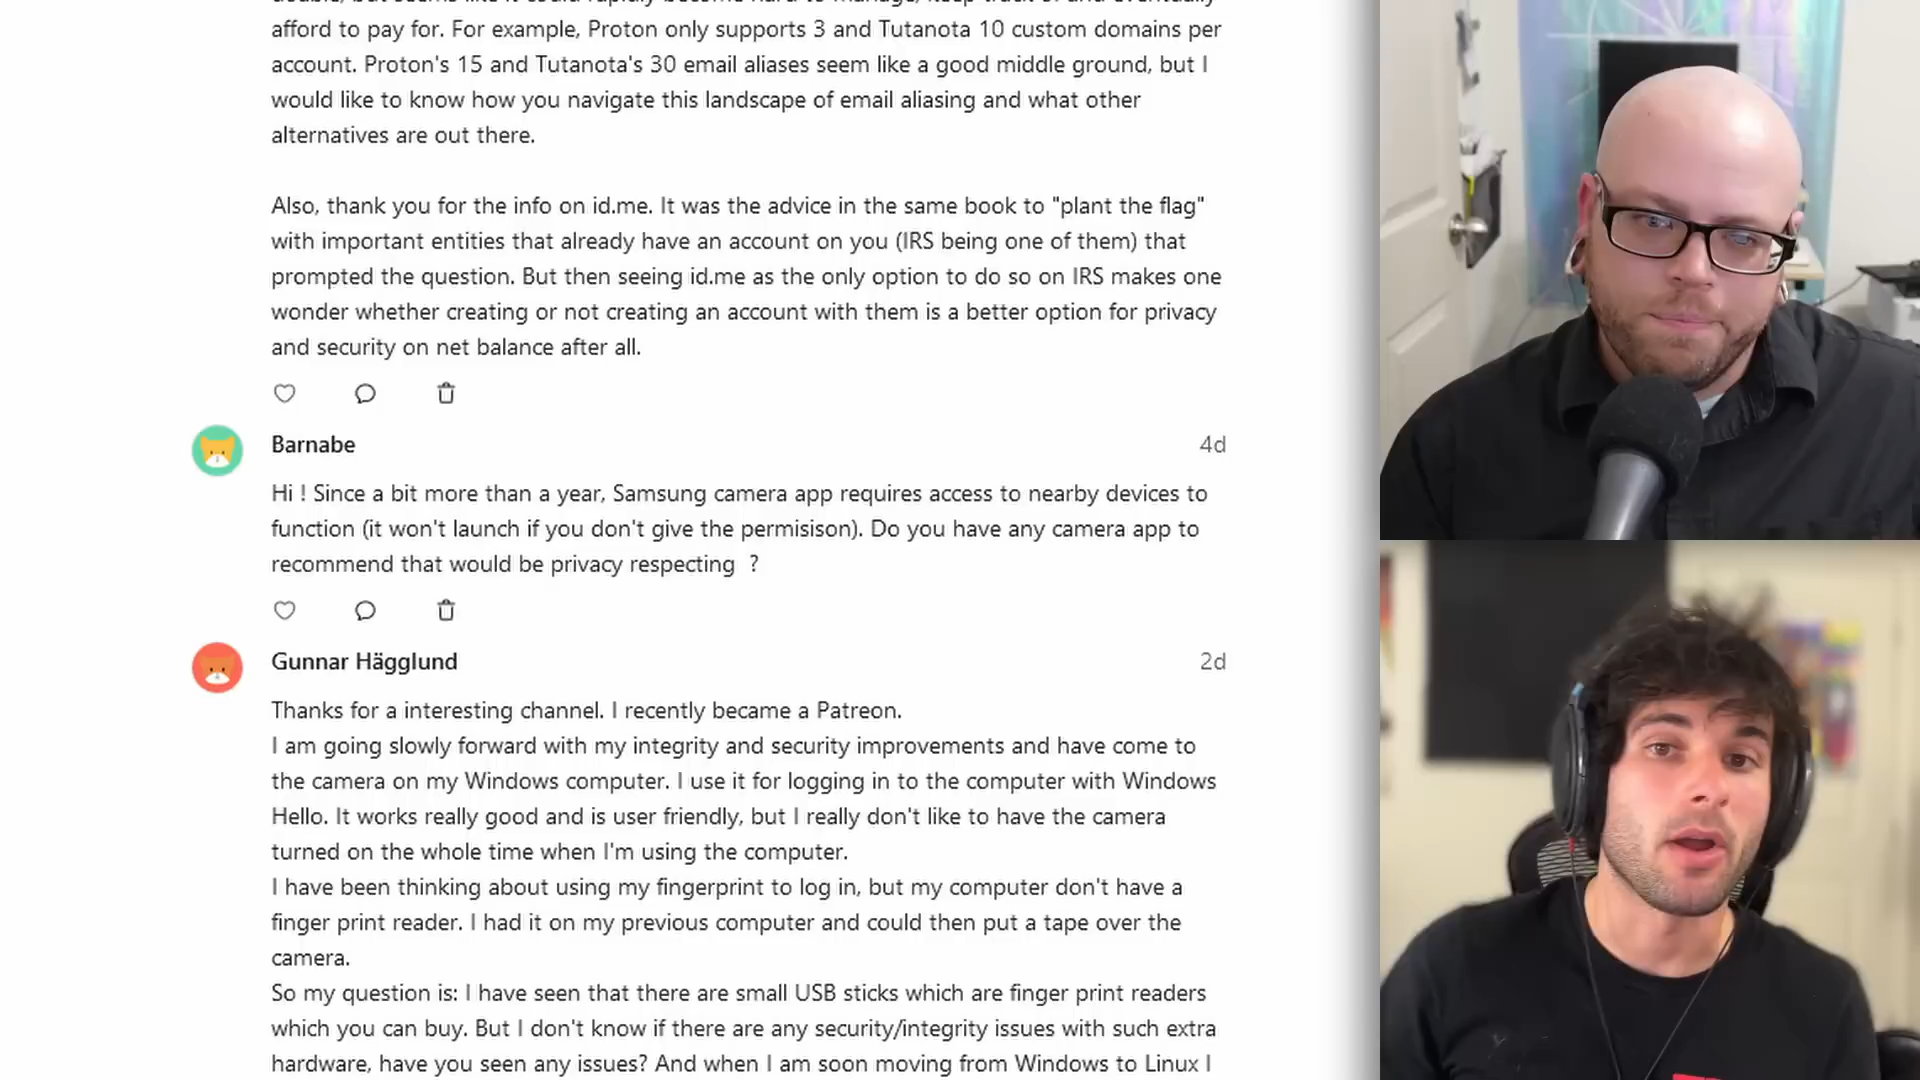 afford to pay for. For example, Proton only supports 3 and Tutanota 10 custom domains per
account. Proton's 15 and Tutanota's 30 email aliases seem like a good middle ground, but I
would like to know how you navigate this landscape of email aliasing and what other
alternatives are out there.
Also, thank you for the info on id.me. It was the advice in the same book to "plant the flag"
with important entities that already have an account on you (IRS being one of them) that
prompted the question. But then seeing id.me as the only option to do so on IRS makes one
wonder whether creating or not creating an account with them is a better option for privacy
and security on net balance after all.
Barnabe 4d
Hi ! Since a bit more than a year, Samsung camera app requires access to nearby devices to
function (it won't launch if you don't give the permisison). Do you have any camera app to
recommend that would be privacy respecting ?
Gunnar Hägglund 2d
Thanks for a interesting channel. I recently became a Patreon.
I am going slowly forward with my integrity and security improvements and have come to
the camera on my Windows computer. I use it for logging in to the computer with Windows
Hello. It works really good and is user friendly, but I really don't like to have the camera
turned on the whole time when I'm using the computer.
I have been thinking about using my fingerprint to log in, but my computer don't have a
finger print reader. I had it on my previous computer and could then put a tape over the
camera.
So my question is: I have seen that there are small USB sticks which are finger print readers
which you can buy. But I don't know if there are any security/integrity issues with such extra
hardware, have you seen any issues? And when I am soon moving from Windows to Linux I